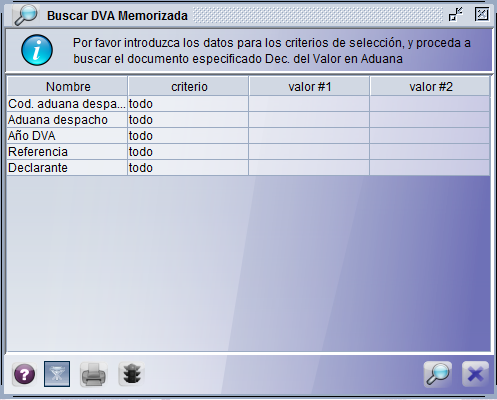 Buscar DVA Memorizada
Por favor introduzca los datos para los criterios de selección, y proceda a
buscar el documento especificado Dec. del Valor en Aduana
Nombre criterio valor #1 valor #2
Cod. aduana despa... todo
Aduana despacho todo
Año DVA todo
Referencia todo
Declarante todo